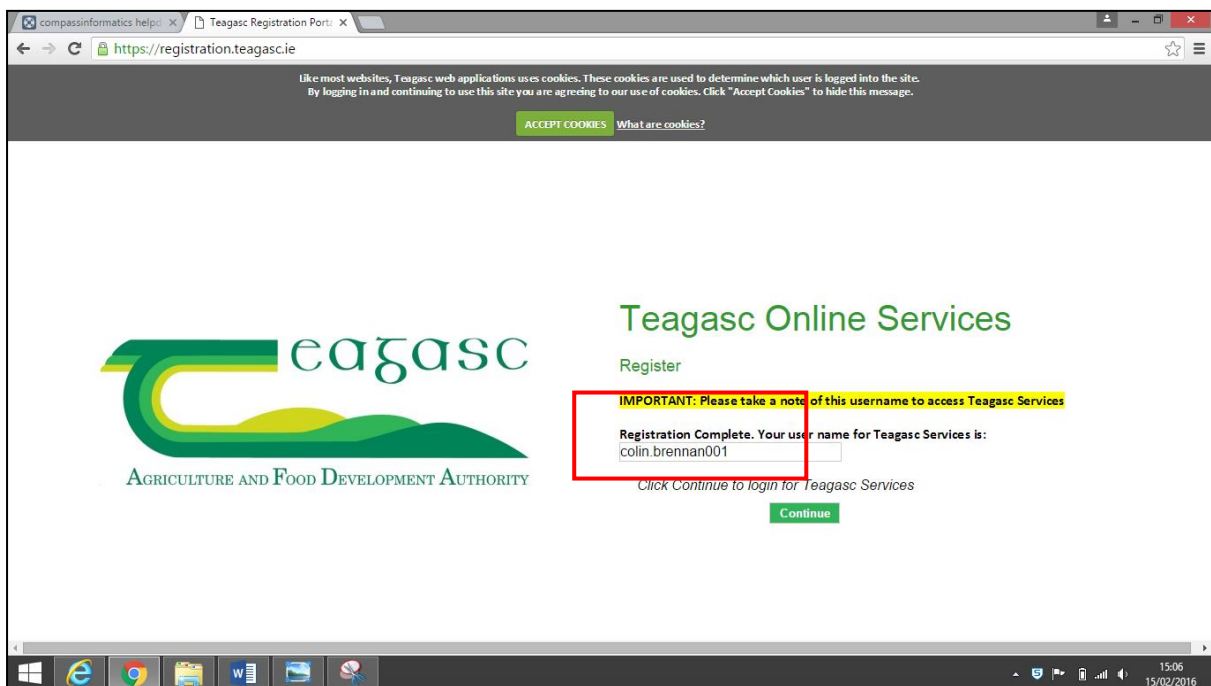 compassinformatics helpd
Teagasc Registration Porta
https://registration.teagasc.ie
Like most websites, Teagasc web applications uses cookies. These cookies are used to determine which user is logged into the site.
By logging in and continuing to use this site you are agreeing to our use of cookies. Click "Accept Cookies" to hide this message.
ACCEPT COOKIES What are cookies?
Teagasc Online Services
eagasc
Register
IMPORTANT: Please take a note of this username to access Teagasc Services
Registration Complete. Your user name for Teagasc Services is:
colin.brennan001
AGRICULTURE AND FOOD DEVELOPMENT AUTHORITY
Click Continue to login for Teagasc Services
Continue
15:06
15/02/2016